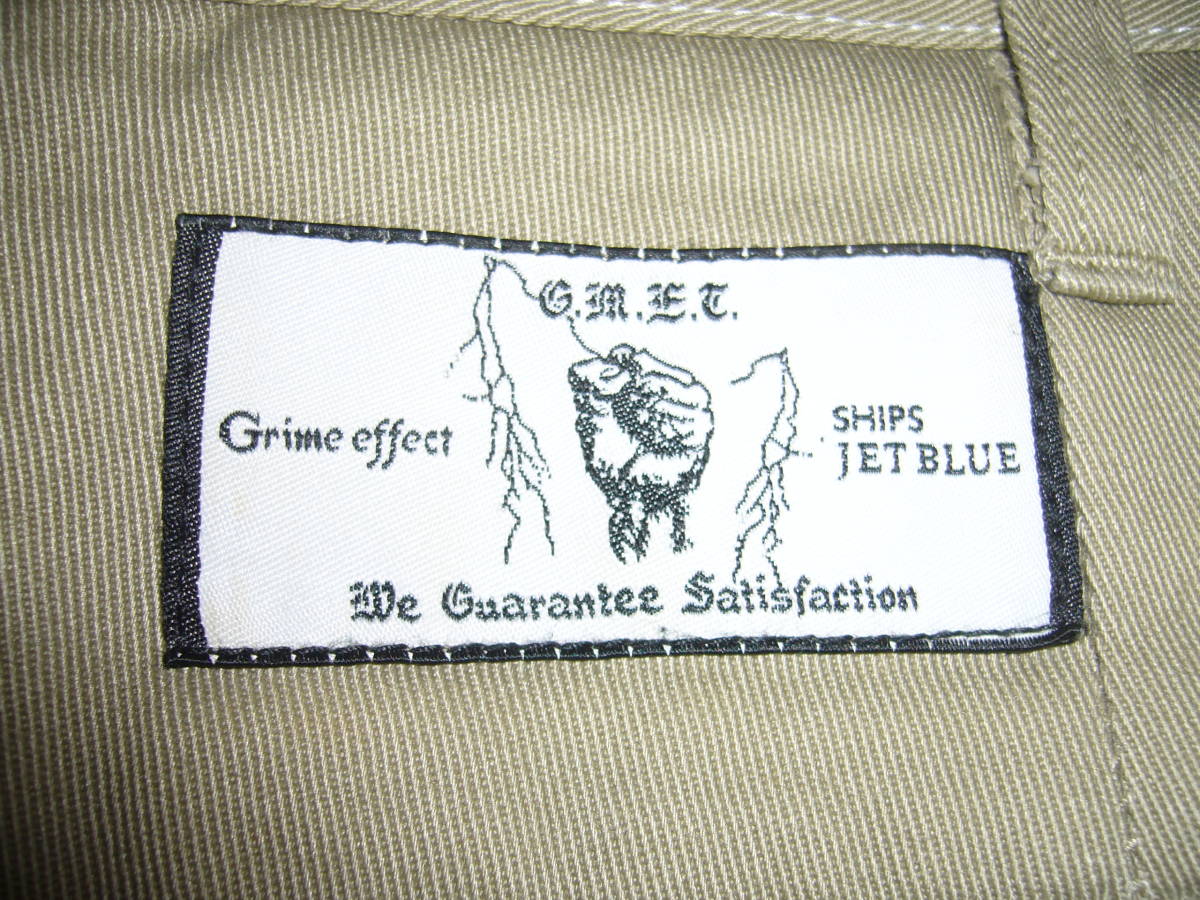 G.M.E.T.
Grime effect
SHIPS
JET BLUE
We Guarantee Satisfaction